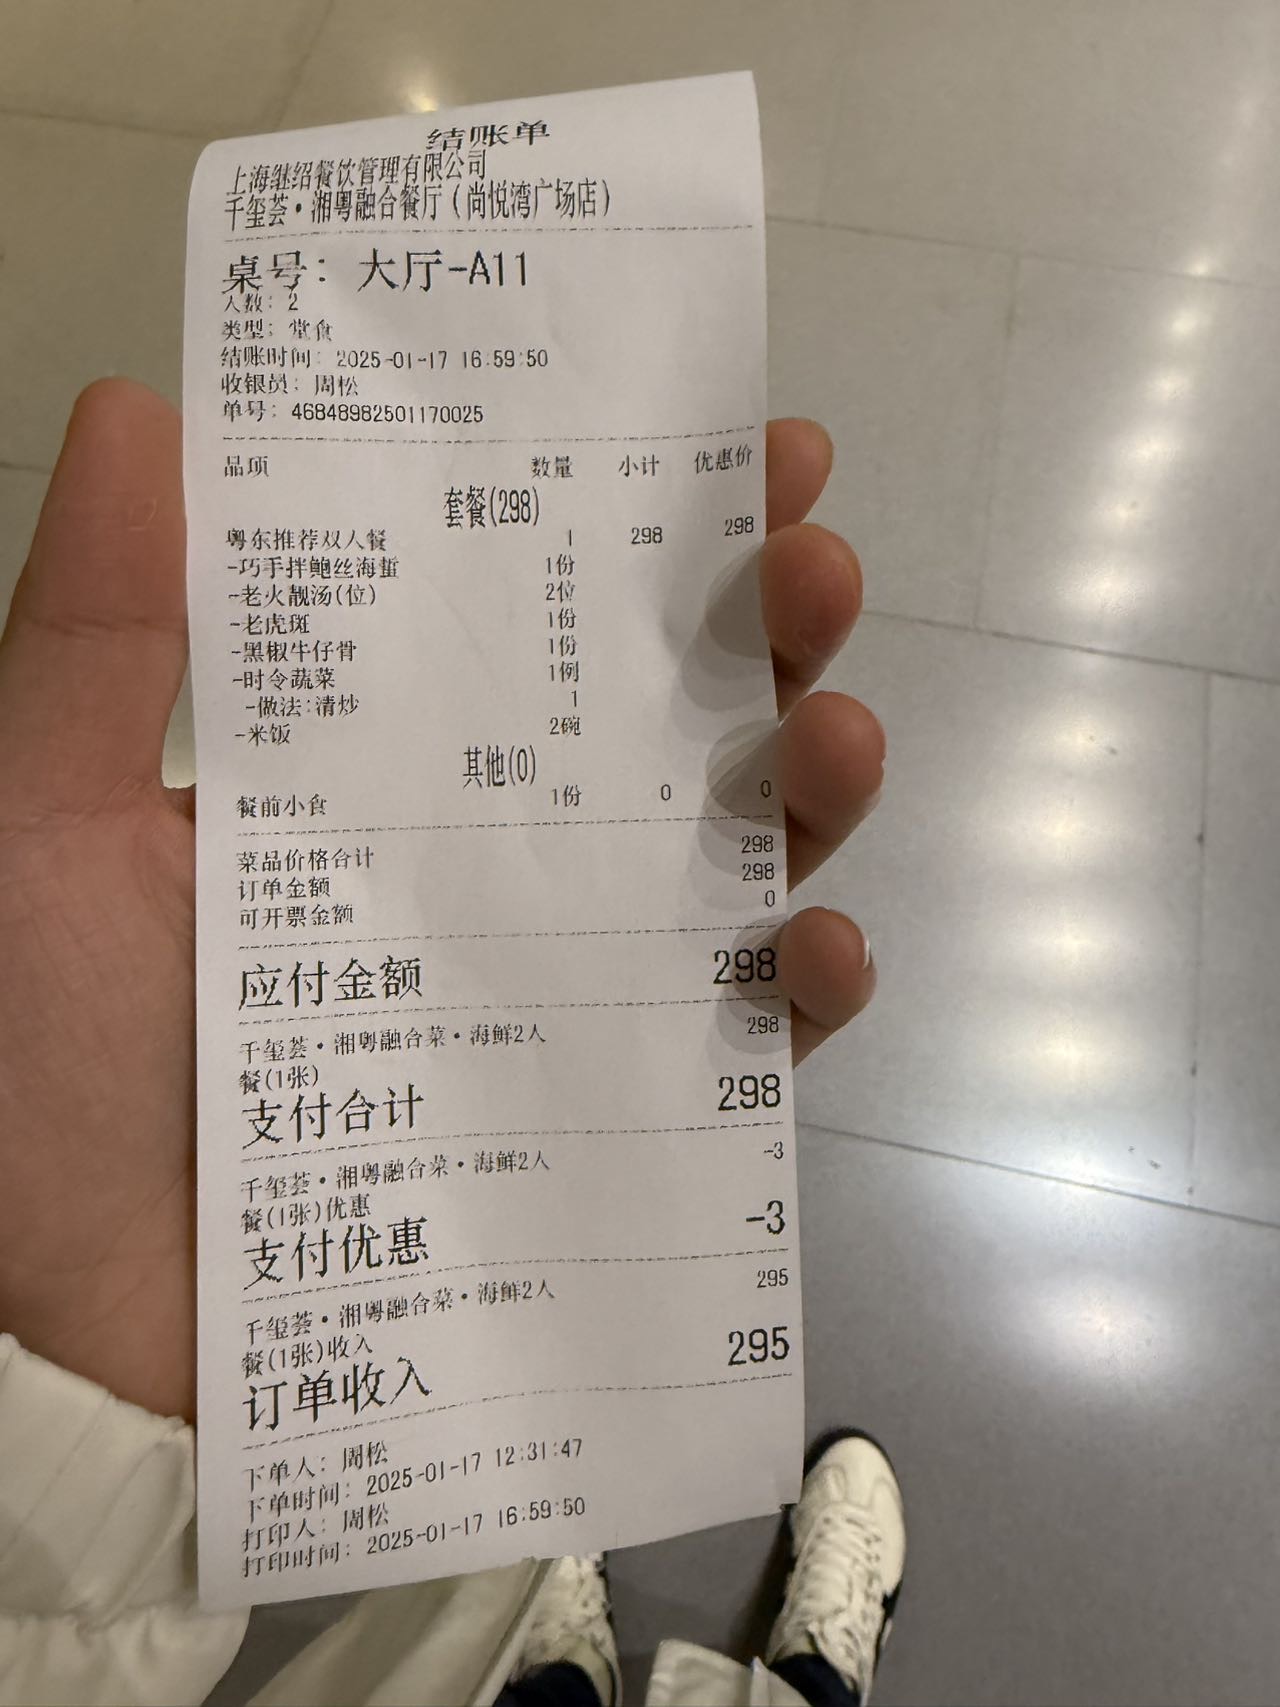 结账单
上海继绍餐饮管理有限公司
千玺荟·湘粤融合餐厅(尚悦湾广场店)
桌号: 大厅-A11
人数: 2
类型: 堂食
结账时间: 2025-01-17 16:59:50
收银员: 周松
单号: 46848982501170025
品项 数量 小计 优惠价
套餐(298)
粤东推荐双人餐 1 298 298
-巧手拌鲍丝海蜇 1份
-老火靓汤(位) 2位
-老虎斑 1份
-黑椒牛仔骨 1份
-时令蔬菜 1例
-做法:清炒 1
-米饭 2碗
其他(0)
餐前小食 1份 0 0
菜品价格合计 298
订单金额 298
可开票金额 0
应付金额 298
千玺荟·湘粤融合菜·海鲜2人 298
餐(1张)
支付合计 298
千玺荟·湘粤融合菜·海鲜2人 -3
餐(1张)优惠
支付优惠 -3
千玺荟·湘粤融合菜·海鲜2人 295
餐(1张)收入
订单收入 295
下单人: 周松
下单时间: 2025-01-17 12:31:47
打印人: 周松
打印时间: 2025-01-17 16:59:50